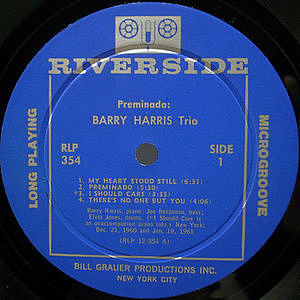 RIVERSIDE
Preminado:
BARRY HARRIS Trio
RLP
354
SIDE
1
LONG PLAYING
MICROGROOVE
1. MY HEART STOOD STILL (6:31)
2. PREMINADO (5:30)
*3. I SHOULD CARE (3:33)
4. THERE'S NO ONE BUT YOU (4:06)
Barry Harris, piano; Joe Benjamin, bass;
Elvin Jones, drums. (*I Should Care is
an unaccompanied piano solo.) New York;
Dec. 21, 1960 and Jan. 19, 1961
(RLP 12-354 A)
BILL GRAUER PRODUCTIONS INC.
NEW YORK CITY